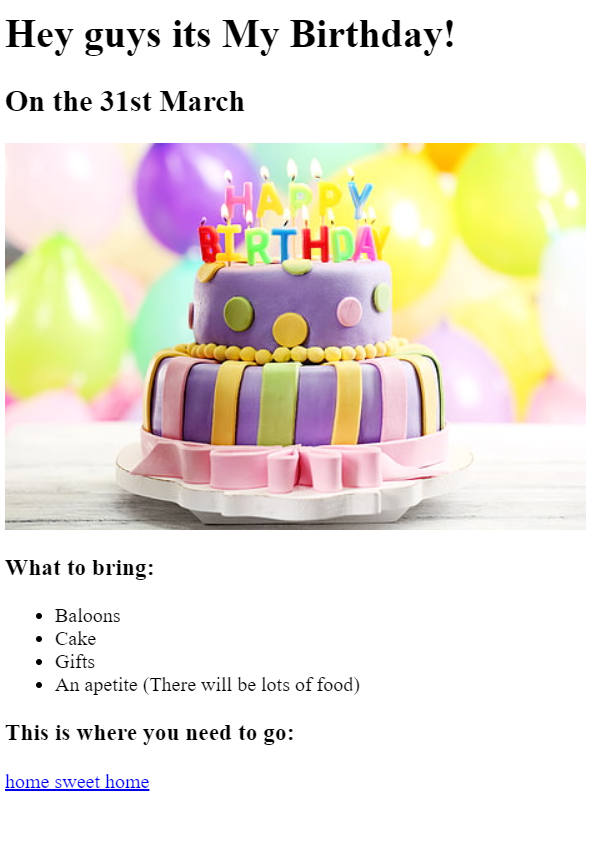 Hey guys its My Birthday!
On the 31st March
HAPPY
BIRTHDAY
What to bring:
Baloons
Cake
Gifts
An apetite (There will be lots of food)
This is where you need to go:
home sweet home